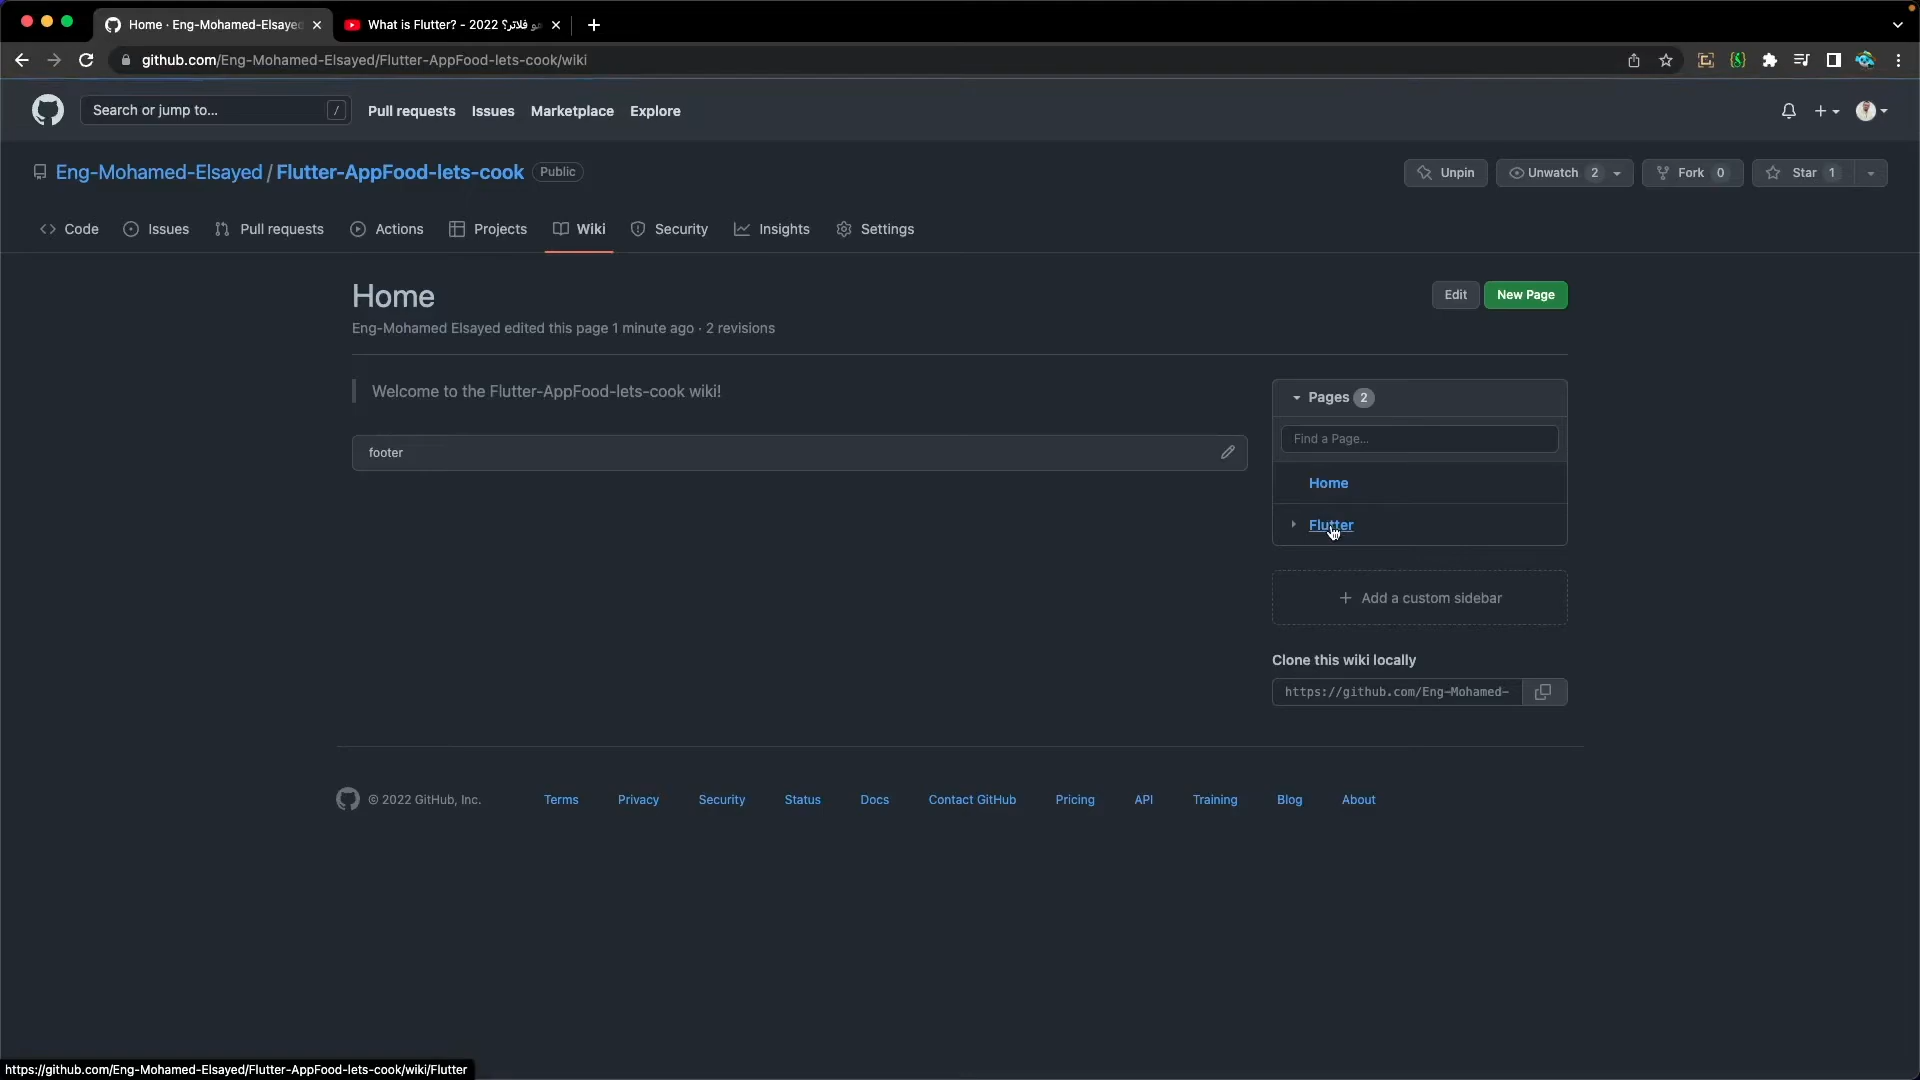 Home · Eng-Mohamed-Elsayed
What is Flutter? - 2022 هو فلاتر؟
github.com/Eng-Mohamed-Elsayed/Flutter-AppFood-lets-cook/wiki
Search or jump to...
/
Pull requests
Issues
Marketplace
Explore
Eng-Mohamed-Elsayed / Flutter-AppFood-lets-cook
Public
Unpin
Unwatch 2
Fork 0
Star 1
Code
Issues
Pull requests
Actions
Projects
Wiki
Security
Insights
Settings
Home
Edit
New Page
Eng-Mohamed Elsayed edited this page 1 minute ago · 2 revisions
Welcome to the Flutter-AppFood-lets-cook wiki!
footer
Pages 2
Find a Page...
Home
Flutter
+ Add a custom sidebar
Clone this wiki locally
https://github.com/Eng-Mohamed-
© 2022 GitHub, Inc.
Terms
Privacy
Security
Status
Docs
Contact GitHub
Pricing
API
Training
Blog
About
https://github.com/Eng-Mohamed-Elsayed/Flutter-AppFood-lets-cook/wiki/Flutter